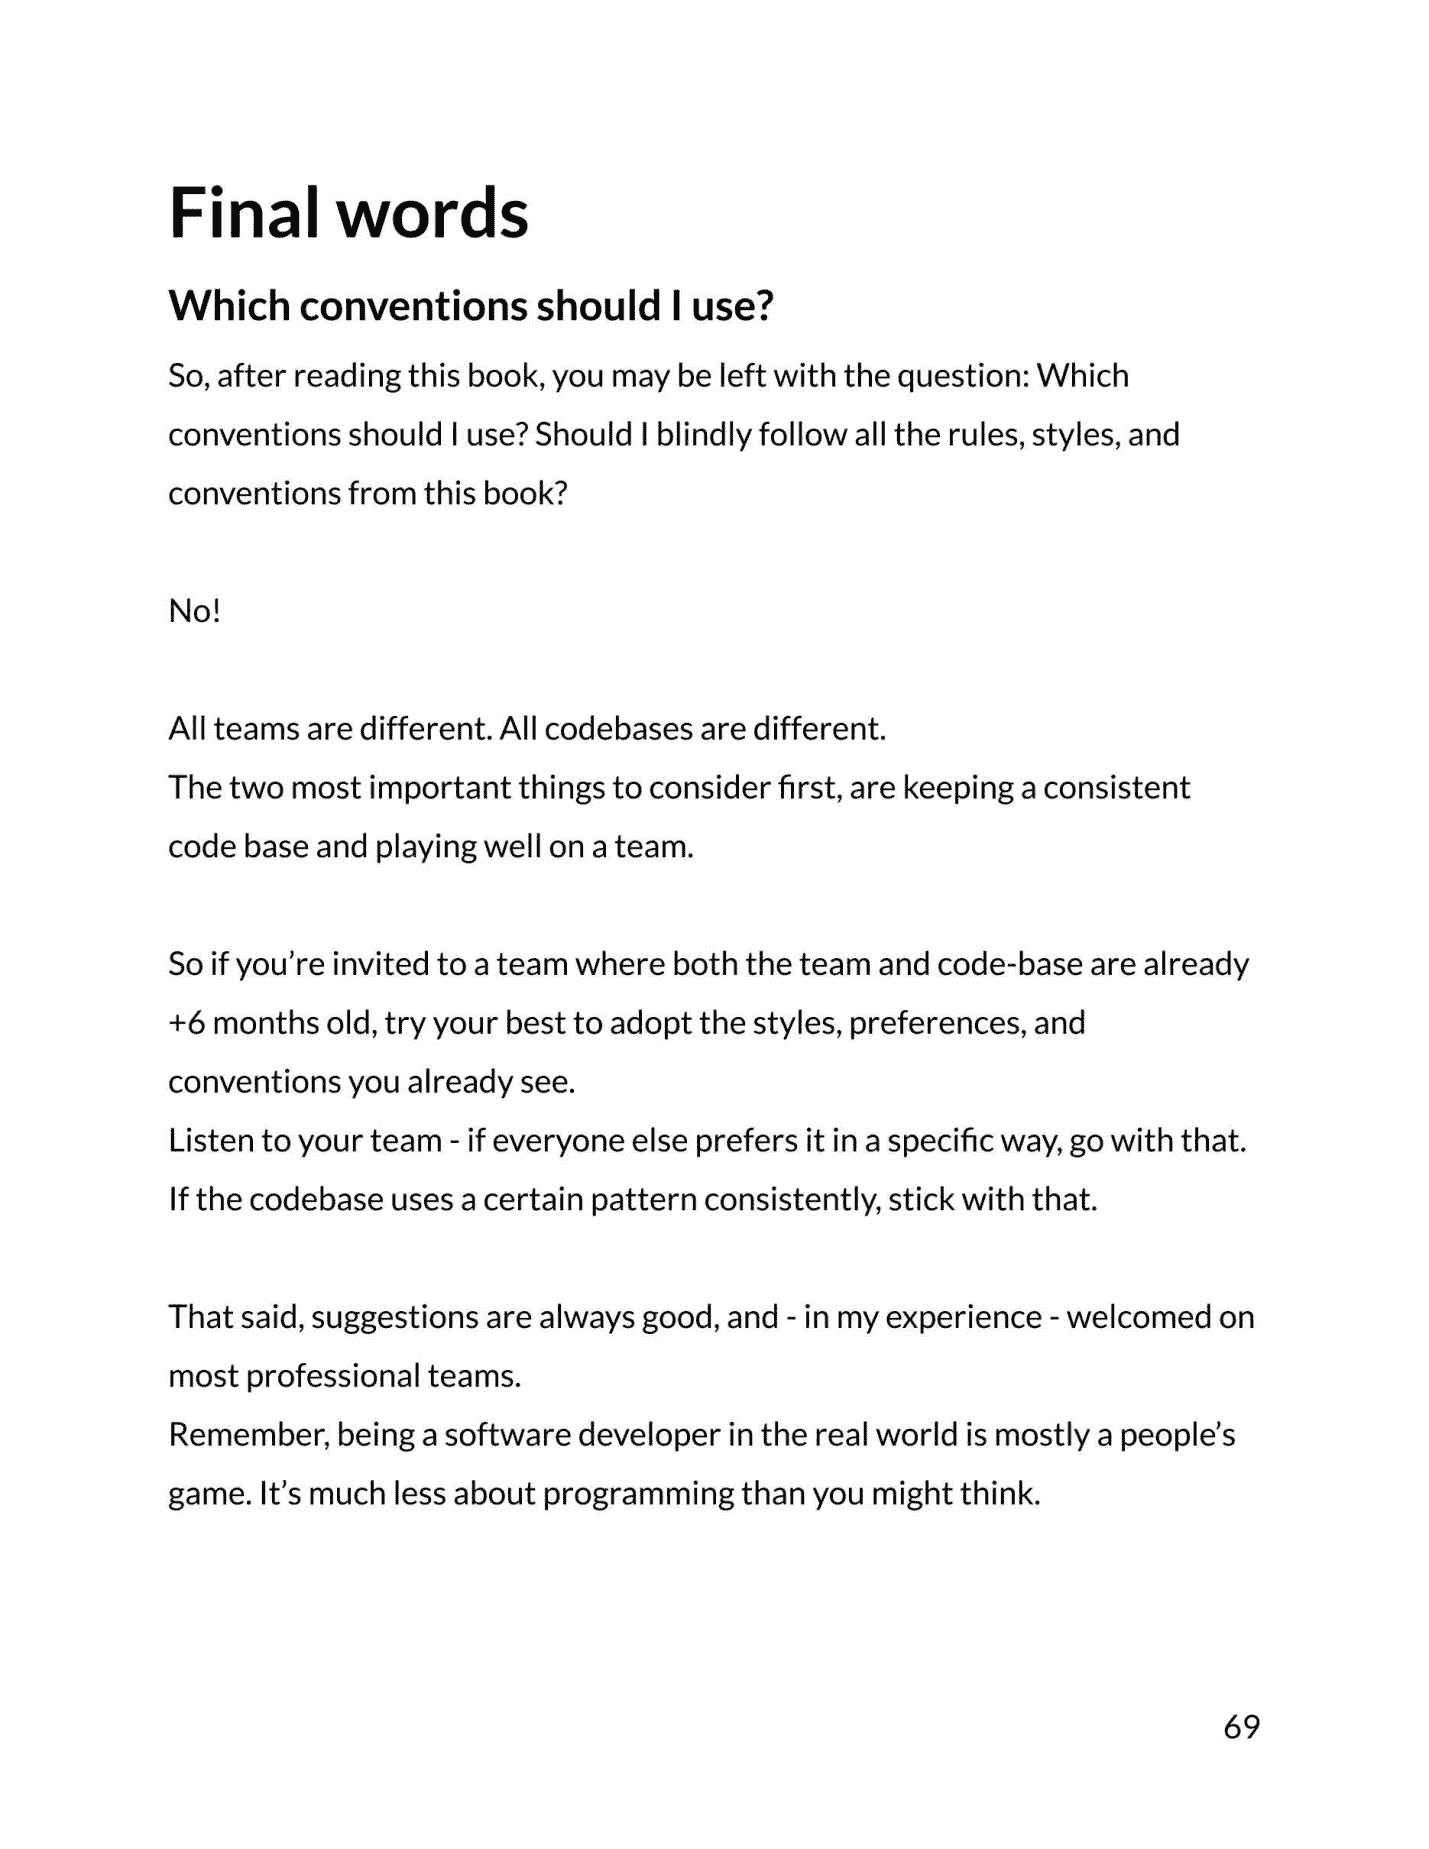 Final words
Which conventions should I use?
So, after reading this book, you may be left with the question: Which
conventions should I use? Should I blindly follow all the rules, styles, and
conventions from this book?
No!
All teams are different. All codebases are different.
The two most important things to consider first, are keeping a consistent
code base and playing well on a team.
So if you’re invited to a team where both the team and code-base are already
+6 months old, try your best to adopt the styles, preferences, and
conventions you already see.
Listen to your team - if everyone else prefers it in a specific way, go with that.
If the codebase uses a certain pattern consistently, stick with that.
That said, suggestions are always good, and - in my experience - welcomed on
most professional teams.
Remember, being a software developer in the real world is mostly a people’s
game. It’s much less about programming than you might think.
69